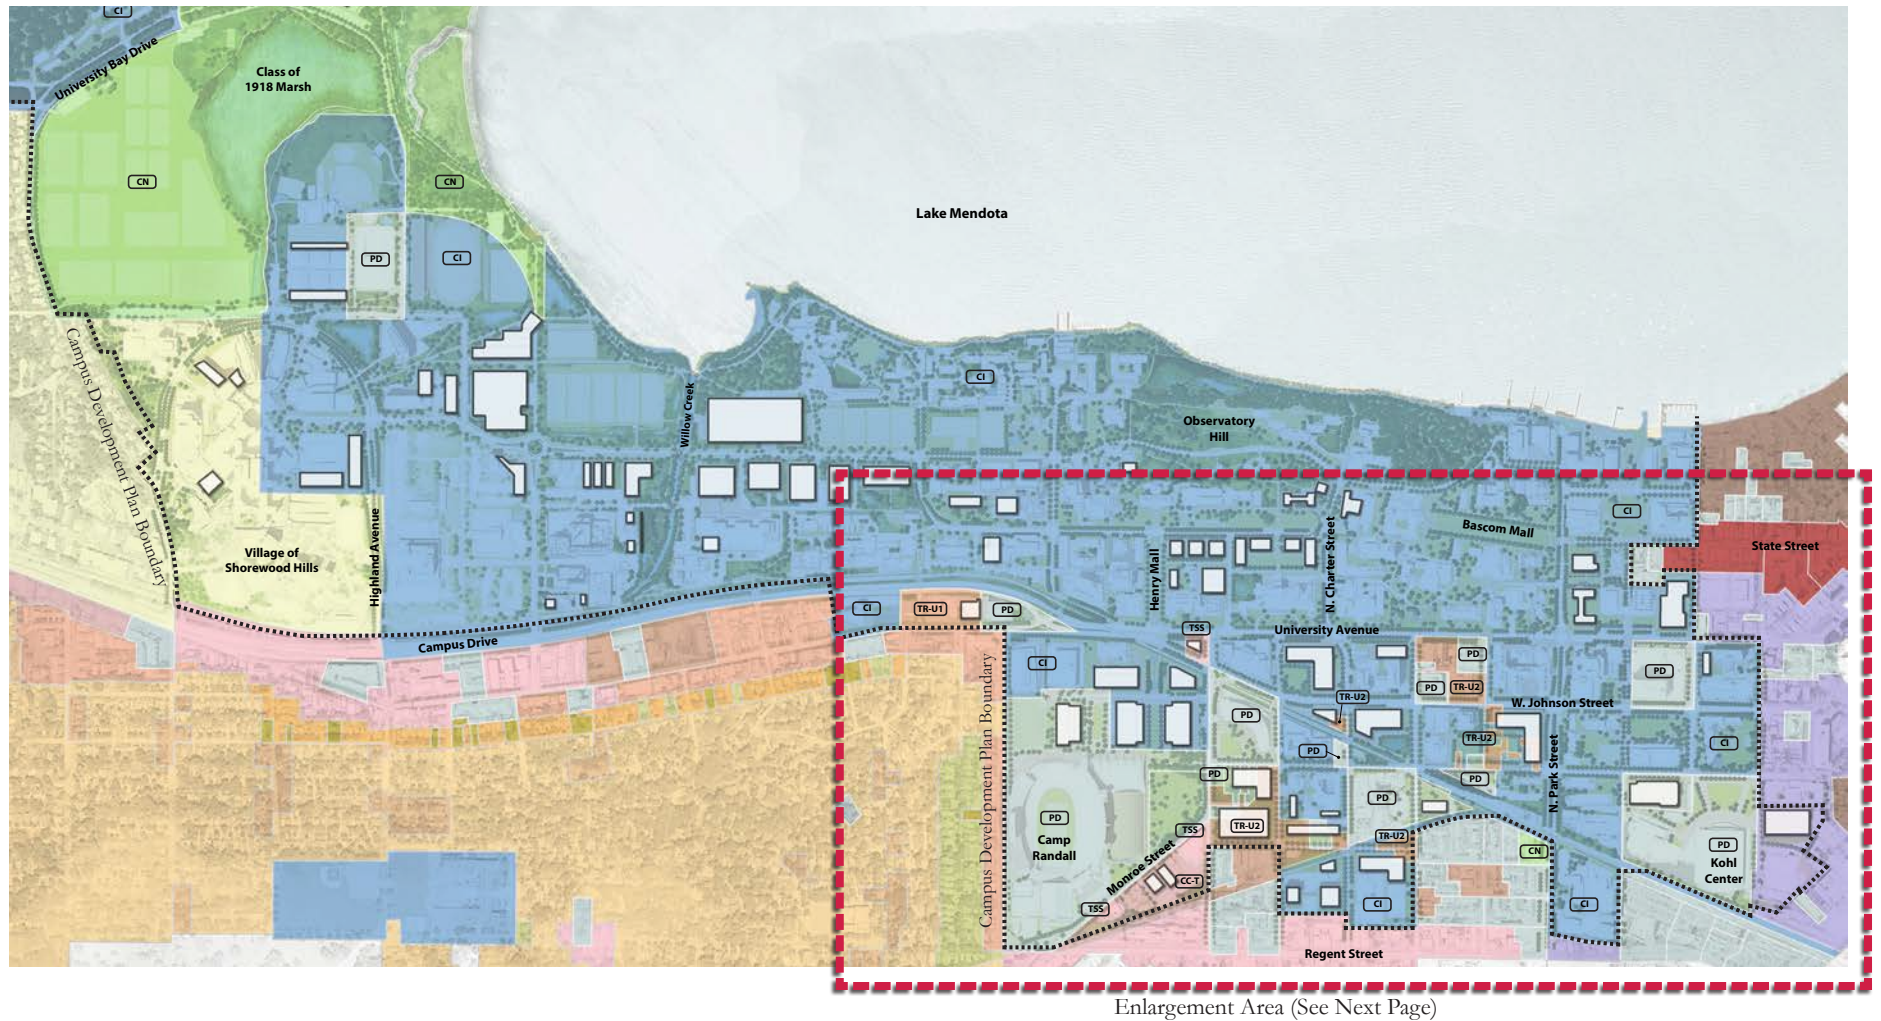 CI
University Bay Drive
Class of
1918 Marsh
CN
CN
Lake Mendota
PD
CI
Campus Development Plan Boundary
Willow Creek
CI
Observatory
Hill
Village of
Shorewood Hills
Highland Avenue
Campus Drive
Henry Mall
N. Charter Street
Bascom Mall
CI
State Street
CI
TR-U1
PD
TSS
University Avenue
Campus Development Plan Boundary
CI
PD
PD
TR-U2
PD
TR-U2
W. Johnson Street
PD
TR-U2
CI
PD
N. Park Street
PD
PD
PD
PD
Camp
Randall
TSS
TR-U2
TR-U2
CN
PD
Kohl
Center
Monroe Street
CC-T
TSS
CI
CI
Regent Street
Enlargement Area (See Next Page)